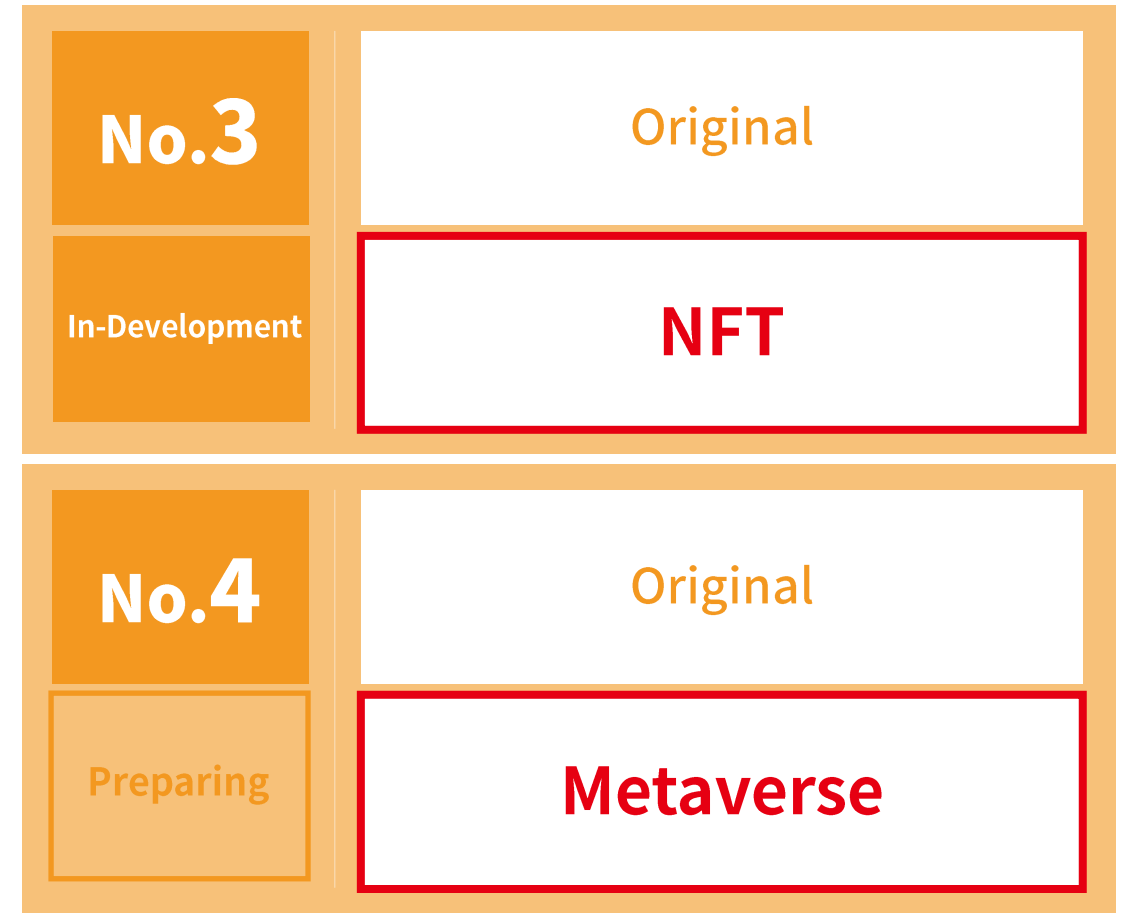 No.3
Original
In-Development
NFT
No.4
Original
Preparing
Metaverse